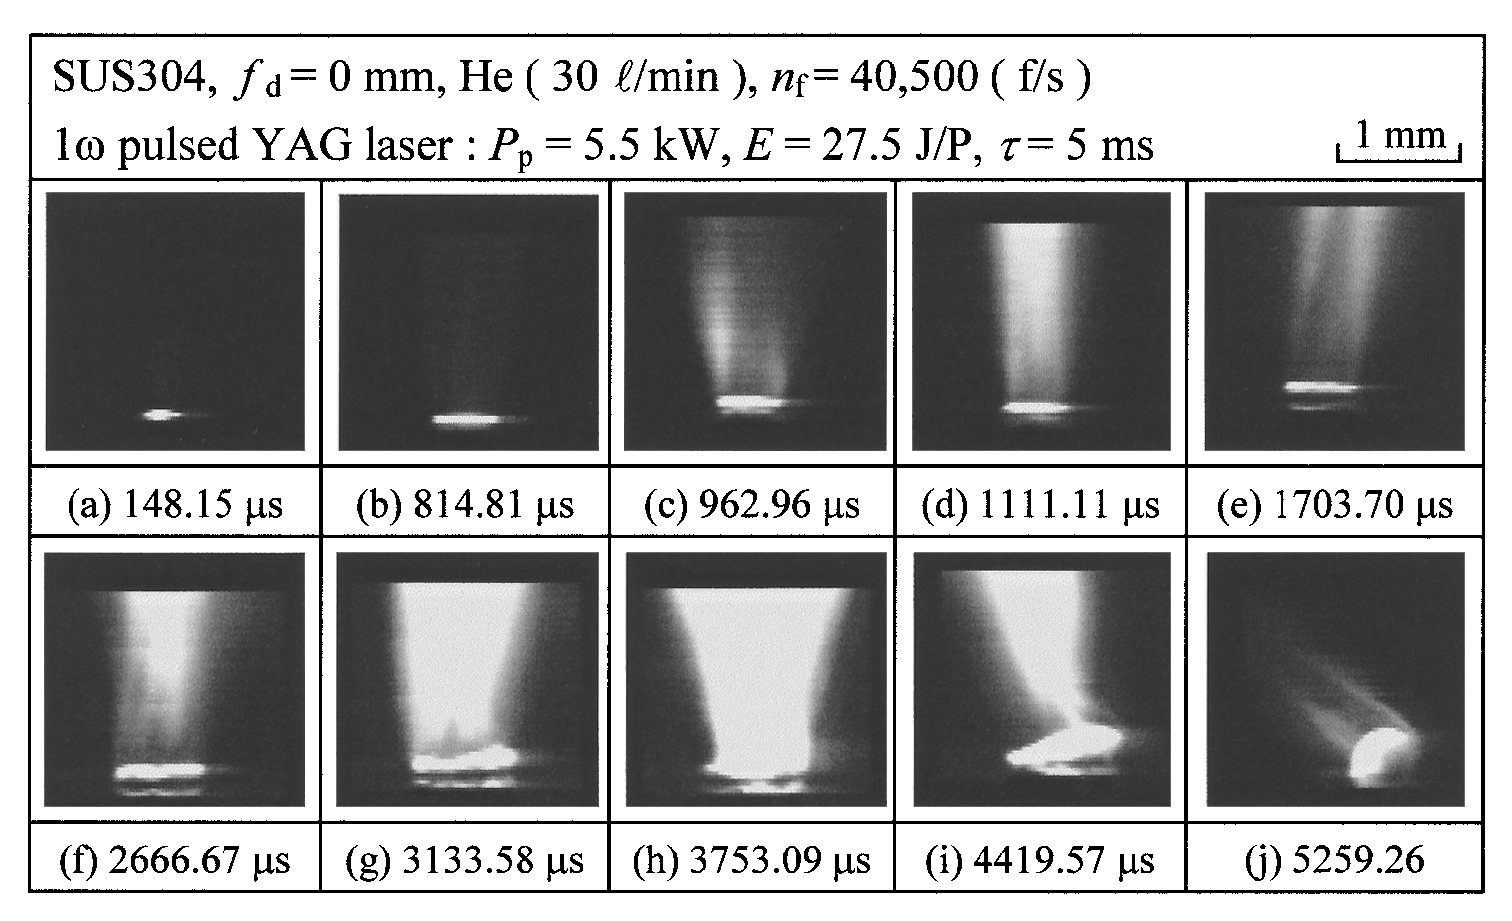 SUS304, fd = 0 mm, He ( 30 ℓ/min ), nf = 40,500 ( f/s )
1ω pulsed YAG laser : Pp = 5.5 kW, E = 27.5 J/P, τ = 5 ms
1 mm
(a) 148.15 μs
(b) 814.81 μs
(c) 962.96 μs
(d) 1111.11 μs
(e) 1703.70 μs
(f) 2666.67 μs
(g) 3133.58 μs
(h) 3753.09 μs
(i) 4419.57 μs
(j) 5259.26